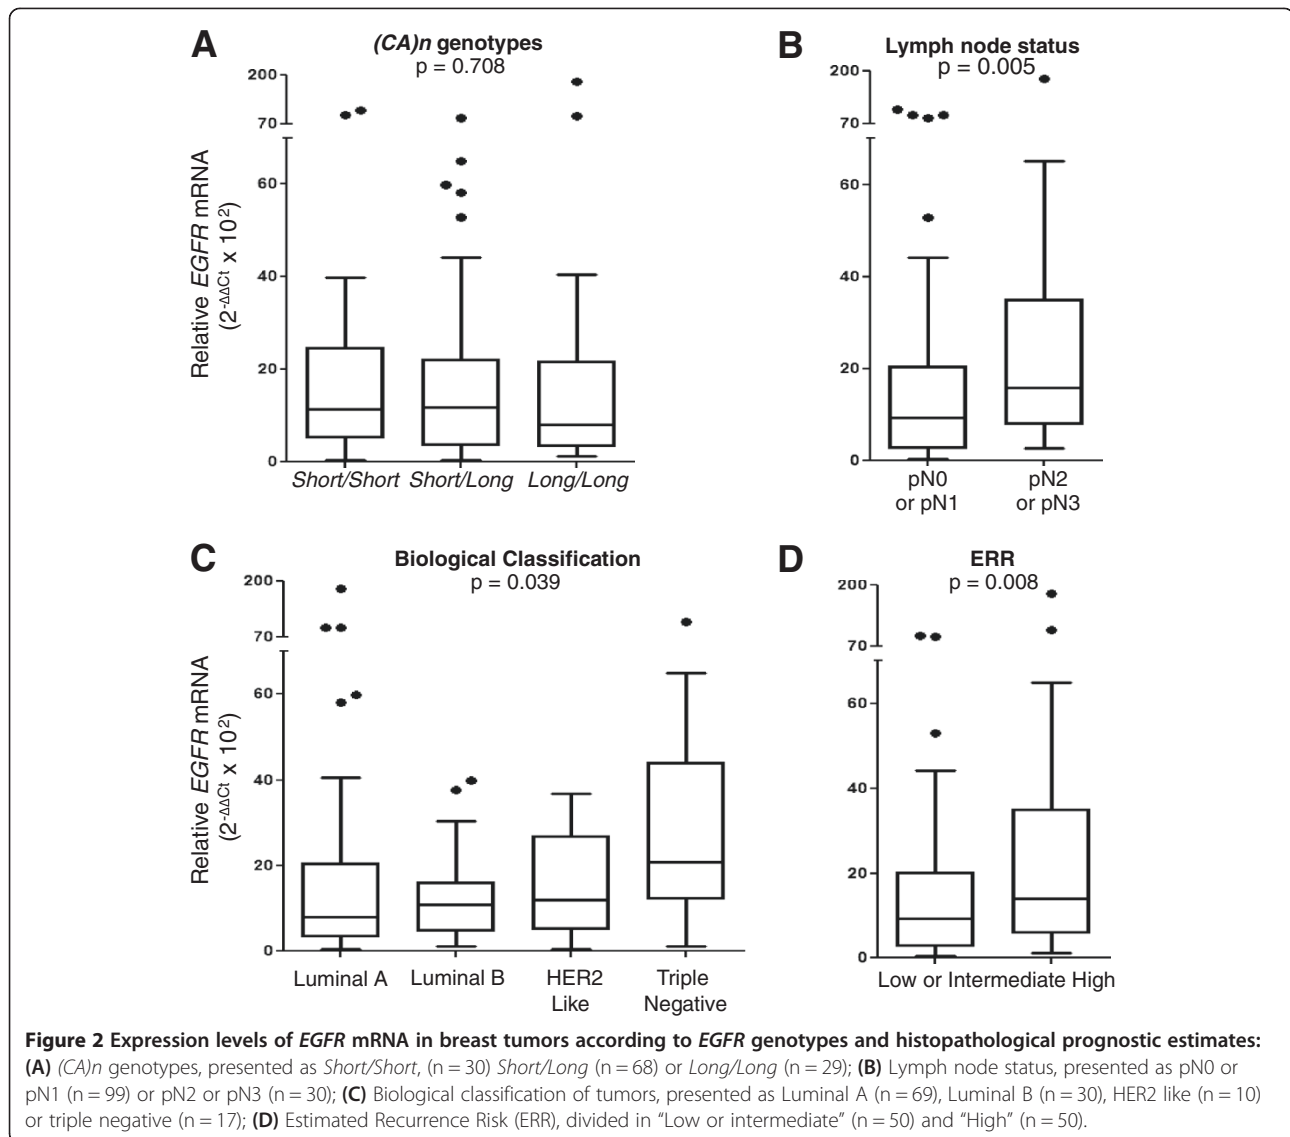 A
(CA)n genotypes
p = 0.708
200
70
60
40
20
0
Relative EGFR mRNA
(2-ΔΔCt x 102)
Short/Short Short/Long Long/Long
B
Lymph node status
p = 0.005
200
70
60
40
20
0
pN0 pN2
or pN1 or pN3
C
Biological Classification
p = 0.039
200
70
60
40
20
0
Relative EGFR mRNA
(2-ΔΔCt x 102)
Luminal A Luminal B HER2 Triple
Like Negative
D
ERR
p = 0.008
200
70
60
40
20
0
Low or Intermediate High
Figure 2 Expression levels of EGFR mRNA in breast tumors according to EGFR genotypes and histopathological prognostic estimates:
(A) (CA)n genotypes, presented as Short/Short, (n = 30) Short/Long (n = 68) or Long/Long (n = 29); (B) Lymph node status, presented as pN0 or
pN1 (n = 99) or pN2 or pN3 (n = 30); (C) Biological classification of tumors, presented as Luminal A (n = 69), Luminal B (n = 30), HER2 like (n = 10)
or triple negative (n = 17); (D) Estimated Recurrence Risk (ERR), divided in “Low or intermediate” (n = 50) and “High” (n = 50).